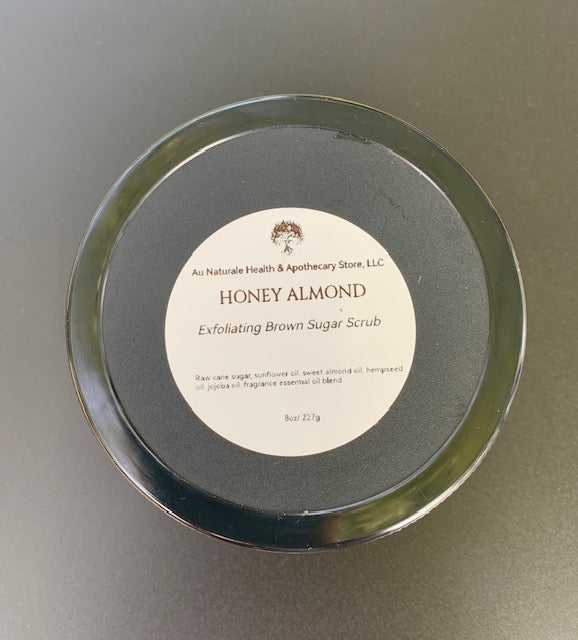 Au Naturale Health & Apothecary Store, LLC
HONEY ALMOND
Exfoliating Brown Sugar Scrub
Raw cane sugar, sunflower oil, sweet almond oil, hempseed
oil, jojoba oil, fragrance essential oil blend.
8oz/ 227g